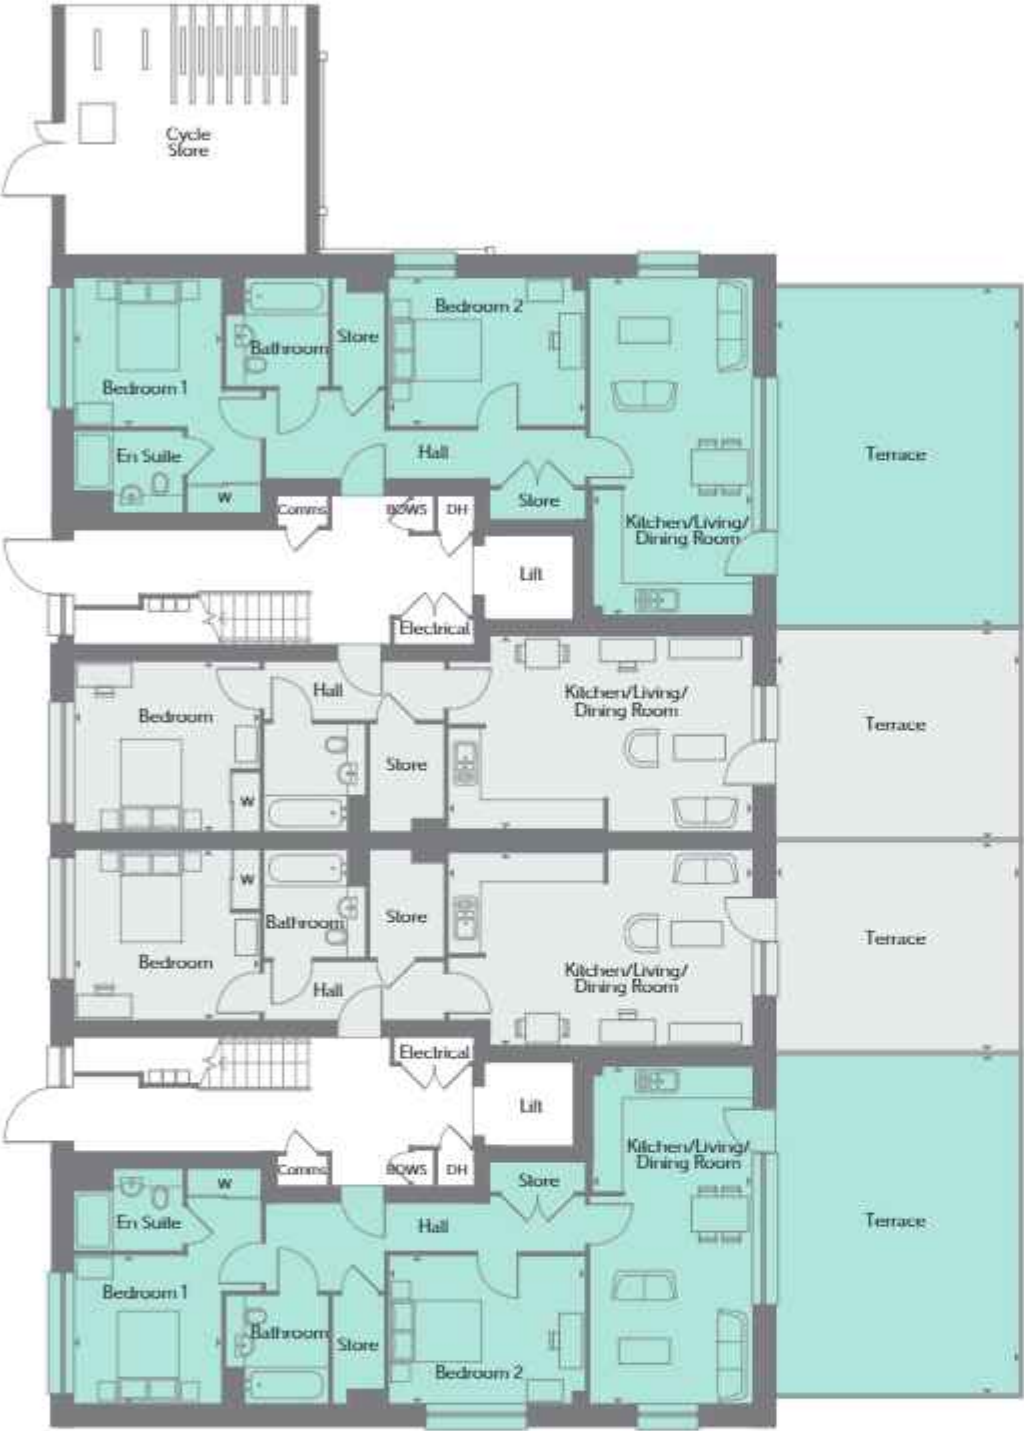 Cycle
Store
Bedroom 2
Store
Bathroom
Bedroom 1
Hall
En Suite
Terrace
W
Store
Comms
BOWS
DH
Kitchen/Living/
Dining Room
Lift
Electrical
Hall
Kitchen/Living/
Dining Room
Bedroom
Terrace
Store
W
W
Store
Bathroom
Terrace
Bedroom
Kitchen/Living/
Dining Room
Hall
Electrical
Lift
Kitchen/Living/
Dining Room
Comms
BOWS
DH
Store
W
En Suite
Hall
Terrace
Bedroom 1
Bathroom
Store
Bedroom 2